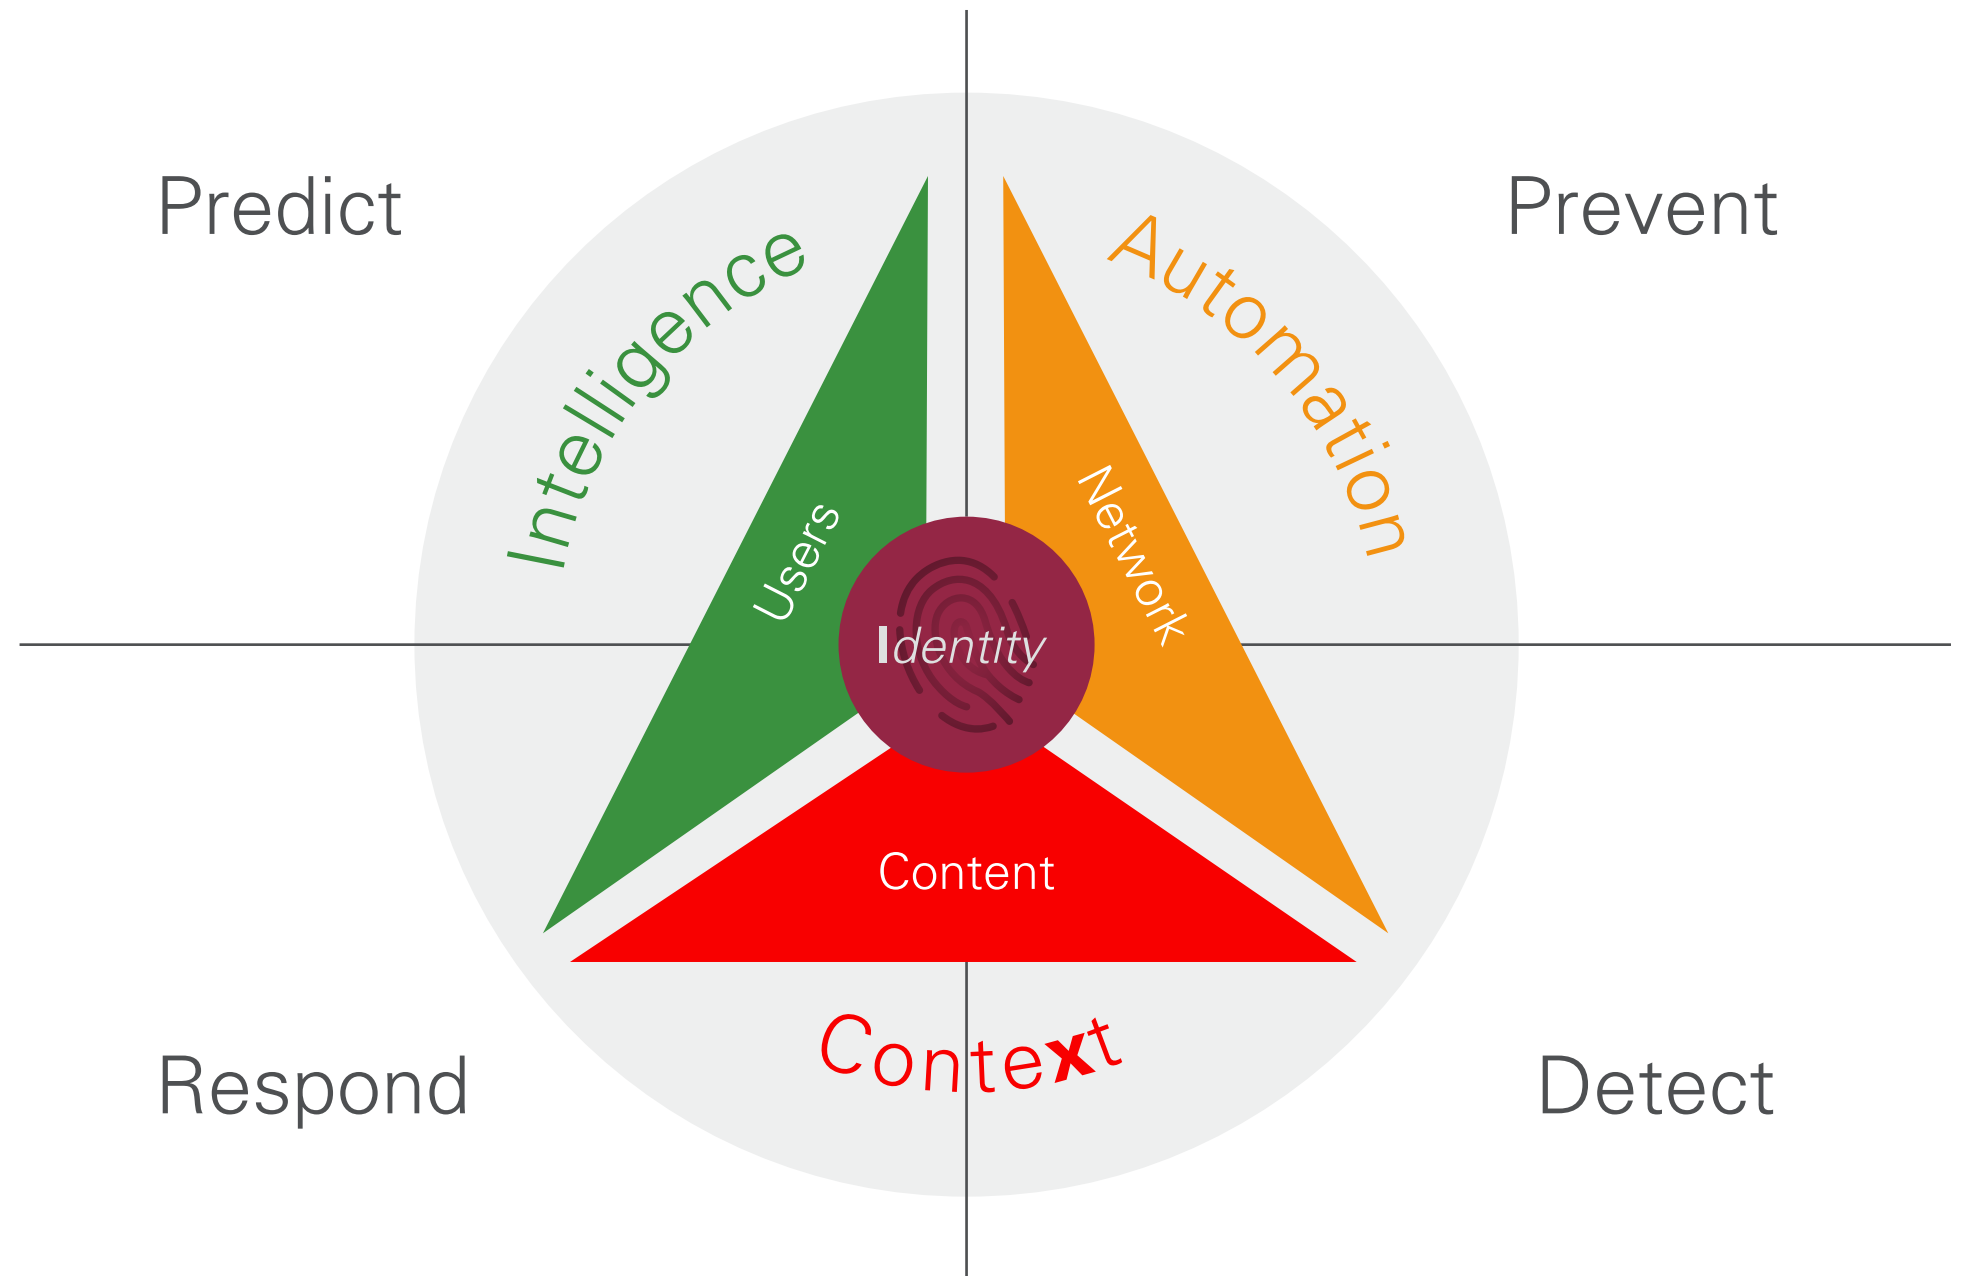 Predict
Prevent
Intelligence
Automation
Users
Network
Identity
Content
Context
Respond
Detect